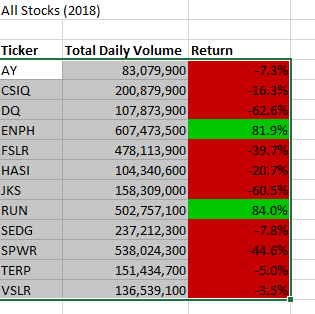 All Stocks (2018)
Ticker Total Daily Volume Return
AY 83,079,900 -7.3%
CSIQ 200,879,900 -16.3%
DQ 107,873,900 -62.6%
ENPH 607,473,500 81.9%
FSLR 478,113,900 -39.7%
HASI 104,340,600 -20.7%
JKS 158,309,000 -60.5%
RUN 502,757,100 84.0%
SEDG 237,212,300 -7.8%
SPWR 538,024,300 -44.6%
TERP 151,434,700 -5.0%
VSLR 136,539,100 -3.5%